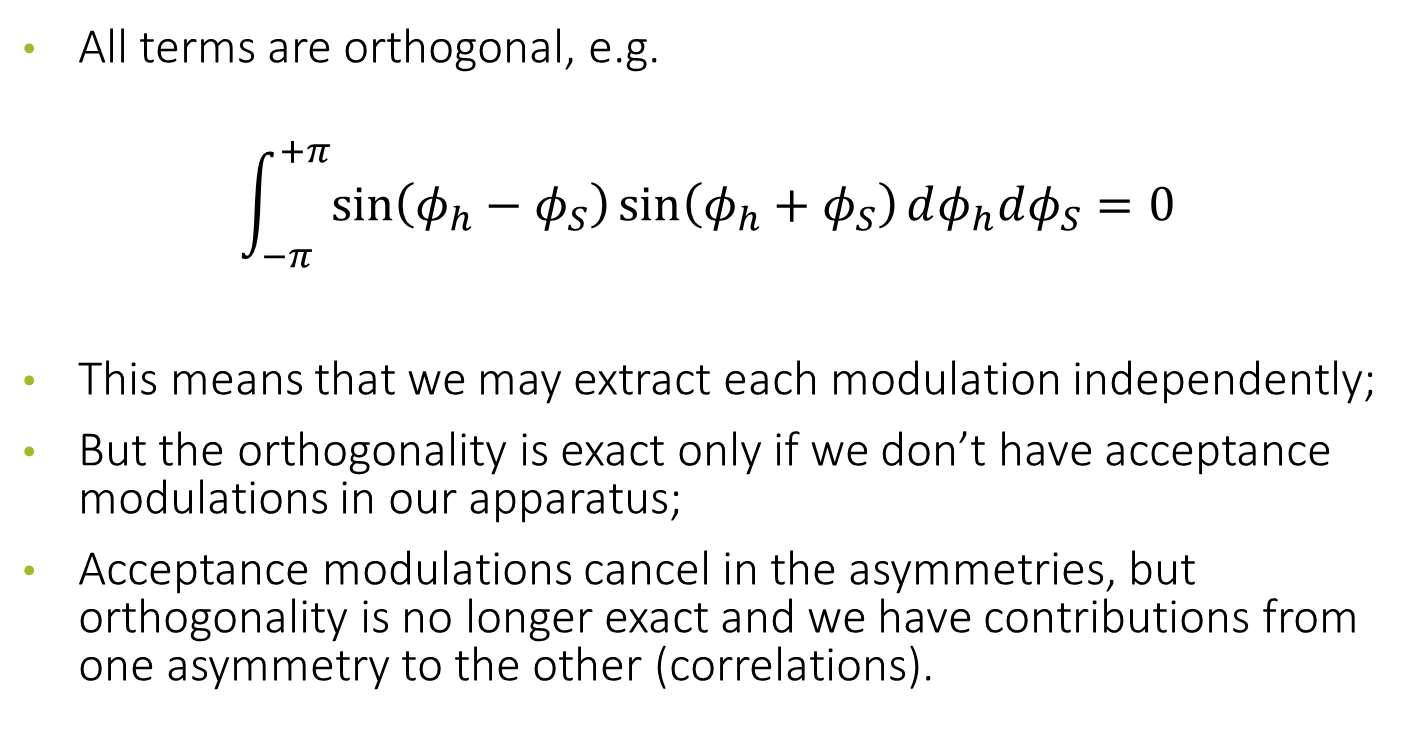 • All terms are orthogonal, e.g.
∫_{−π}^{+π} sin(ϕ_h − ϕ_S) sin(ϕ_h + ϕ_S) dϕ_h dϕ_S = 0
• This means that we may extract each modulation independently;
• But the orthogonality is exact only if we don’t have acceptance
modulations in our apparatus;
• Acceptance modulations cancel in the asymmetries, but
orthogonality is no longer exact and we have contributions from
one asymmetry to the other (correlations).